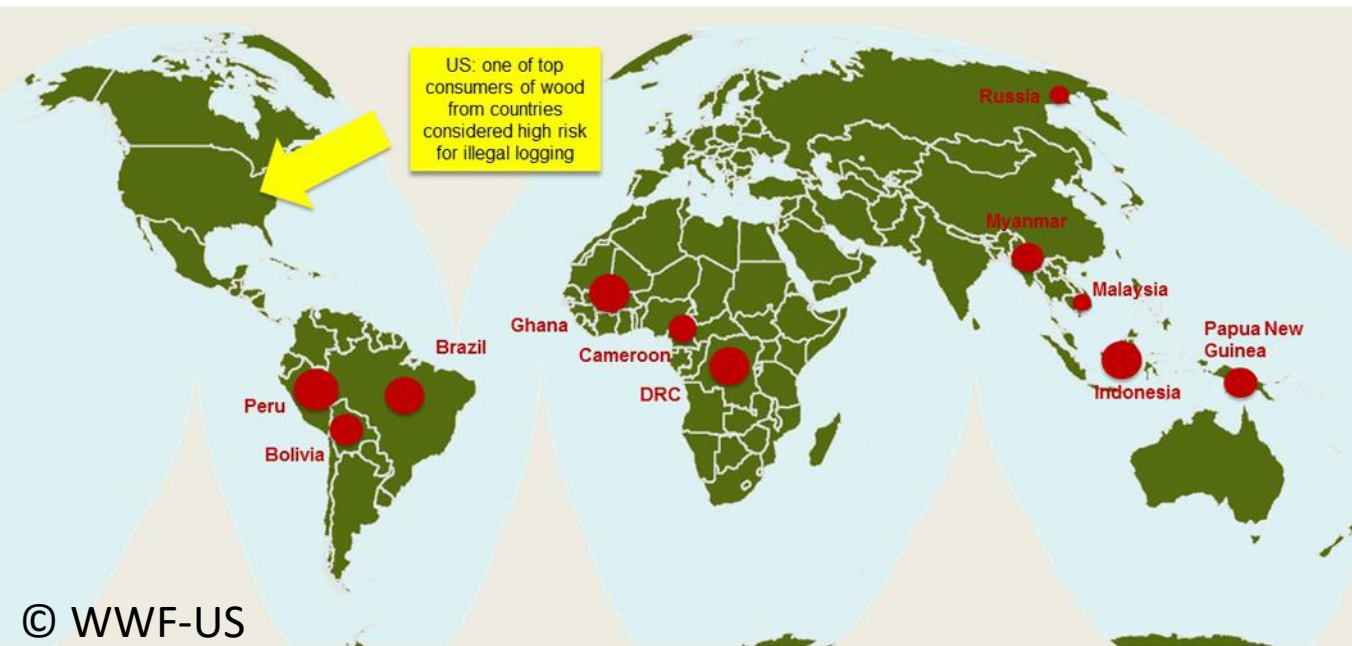 US: one of top
consumers of wood
from countries
considered high risk
for illegal logging
Russia
Myanmar
Malaysia
Ghana
Cameroon
DRC
Papua New
Guinea
Indonesia
Brazil
Peru
Bolivia
© WWF-US